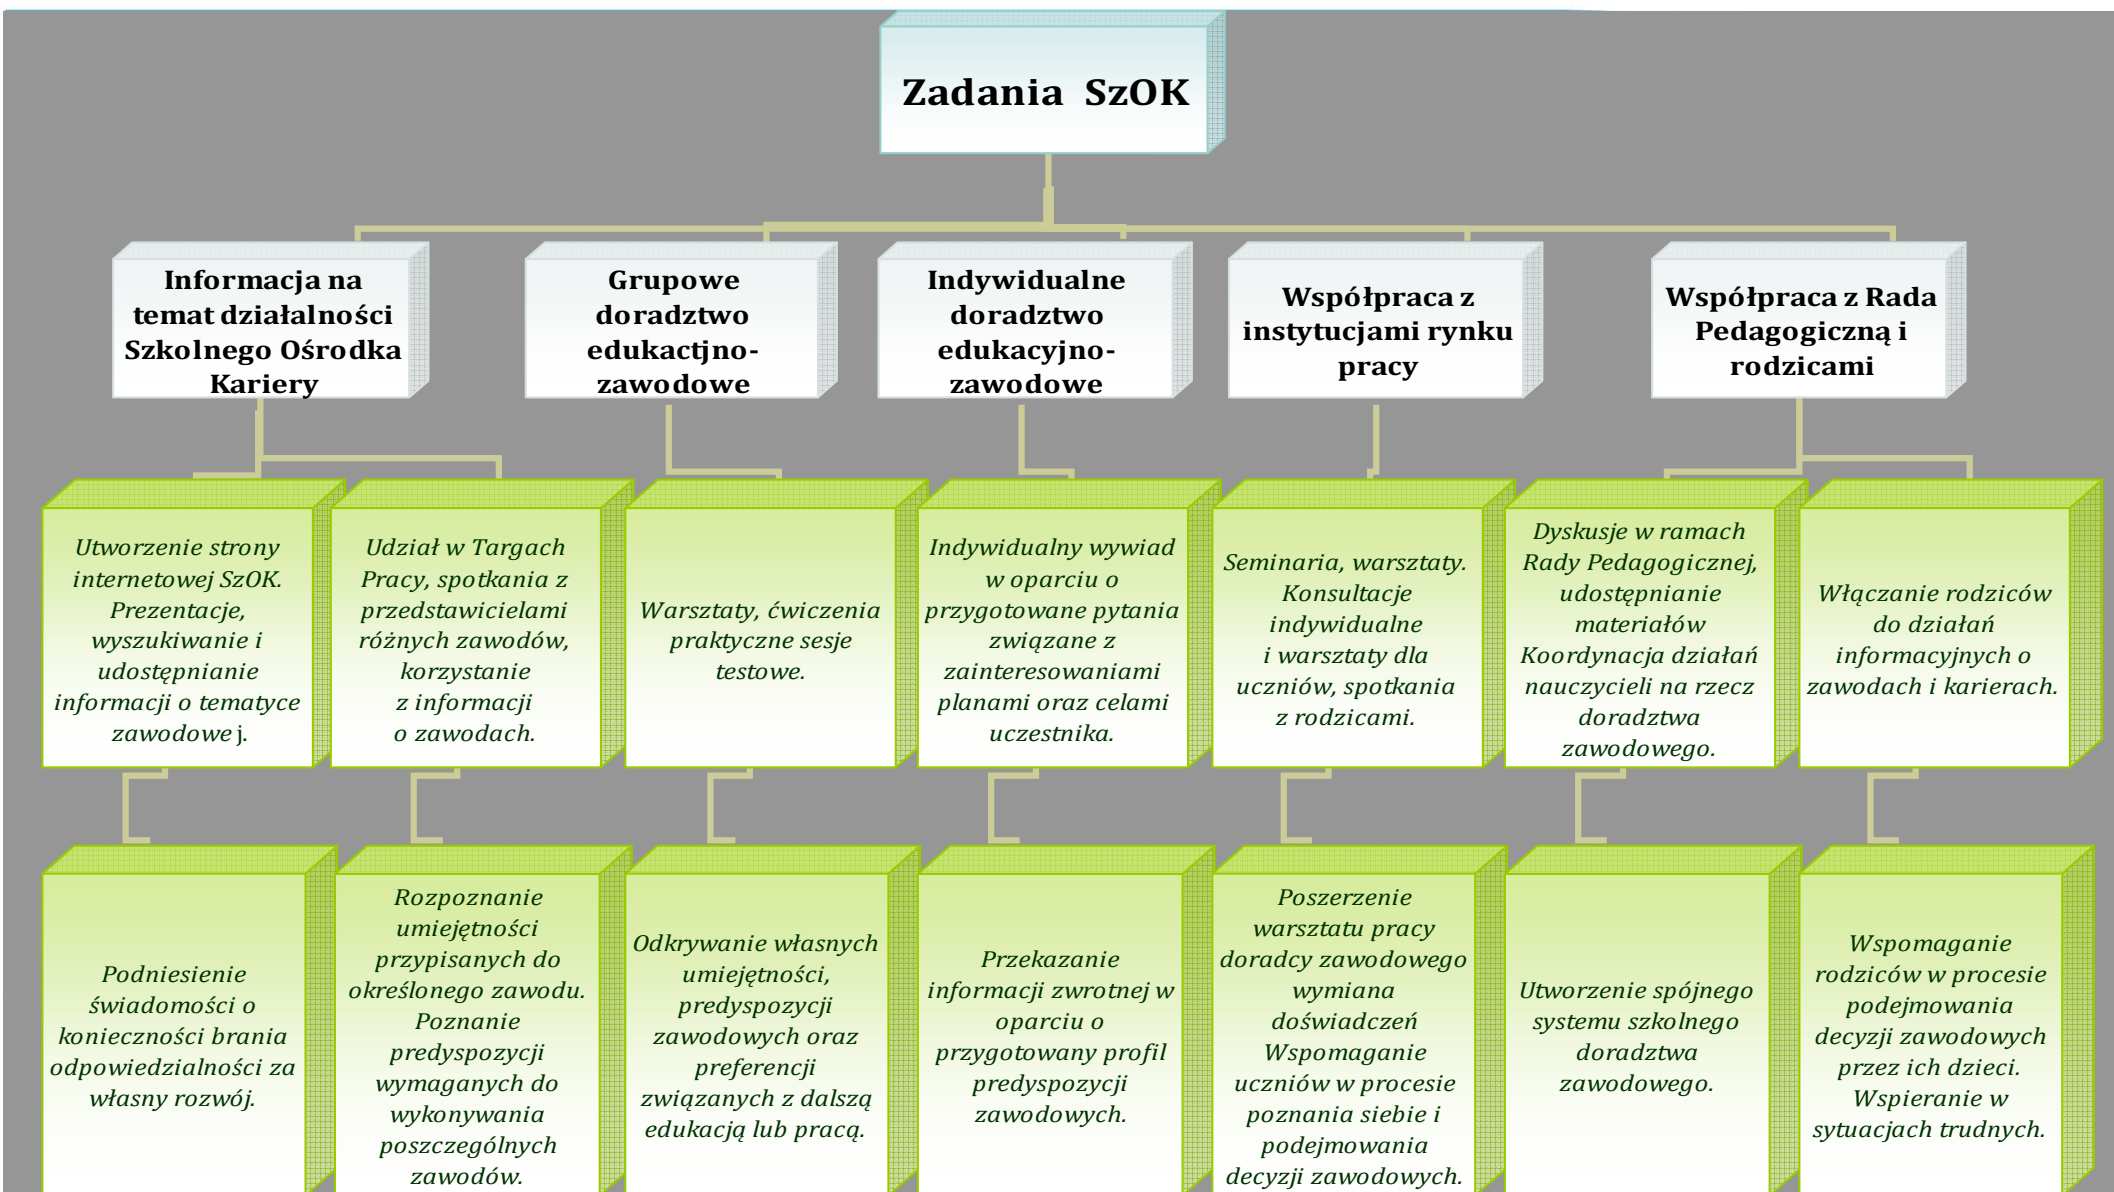 Zadania SzOK
Informacja na
temat działalności
Szkolnego Ośrodka
Kariery
Grupowe
doradztwo
edukactjno-
zawodowe
Indywidualne
doradztwo
edukacyjno-
zawodowe
Współpraca z
instytucjami rynku
pracy
Współpraca z Rada
Pedagogiczną i
rodzicami
Utworzenie strony
internetowej SzOK.
Prezentacje,
wyszukiwanie i
udostępnianie
informacji o tematyce
zawodowe j.
Udział w Targach
Pracy, spotkania z
przedstawicielami
różnych zawodów,
korzystanie
z informacji
o zawodach.
Warsztaty, ćwiczenia
praktyczne sesje
testowe.
Indywidualny wywiad
w oparciu o
przygotowane pytania
związane z
zainteresowaniami
planami oraz celami
uczestnika.
Seminaria, warsztaty.
Konsultacje
indywidualne
i warsztaty dla
uczniów, spotkania
z rodzicami.
Dyskusje w ramach
Rady Pedagogicznej,
udostępnianie
materiałów
Koordynacja działań
nauczycieli na rzecz
doradztwa
zawodowego.
Włączanie rodziców
do działań
informacyjnych o
zawodach i karierach.
Podniesienie
świadomości o
konieczności brania
odpowiedzialności za
własny rozwój.
Rozpoznanie
umiejętności
przypisanych do
określonego zawodu.
Poznanie
predyspozycji
wymaganych do
wykonywania
poszczególnych
zawodów.
Odkrywanie własnych
umiejętności,
predyspozycji
zawodowych oraz
preferencji
związanych z dalszą
edukacją lub pracą.
Przekazanie
informacji zwrotnej w
oparciu o
przygotowany profil
predyspozycji
zawodowych.
Poszerzenie
warsztatu pracy
doradcy zawodowego
wymiana
doświadczeń
Wspomaganie
uczniów w procesie
poznania siebie i
podejmowania
decyzji zawodowych.
Utworzenie spójnego
systemu szkolnego
doradztwa
zawodowego.
Wspomaganie
rodziców w procesie
podejmowania
decyzji zawodowych
przez ich dzieci.
Wspieranie w
sytuacjach trudnych.